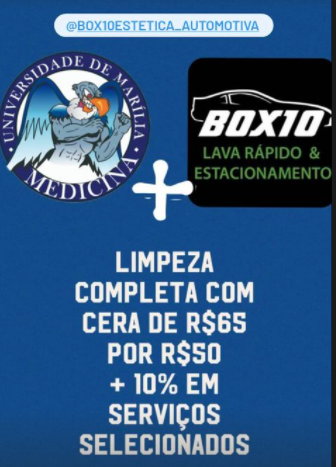 @BOX10ESTETICA_AUTOMOTIVA
UNIVERSIDADE DE MARÍLIA
MEDICINA
BOX10
LAVA RÁPIDO &
ESTACIONAMENTO
+
LIMPEZA
COMPLETA COM
CERA DE R$65
POR R$50
+ 10% EM
SERVIÇOS
SELECIONADOS